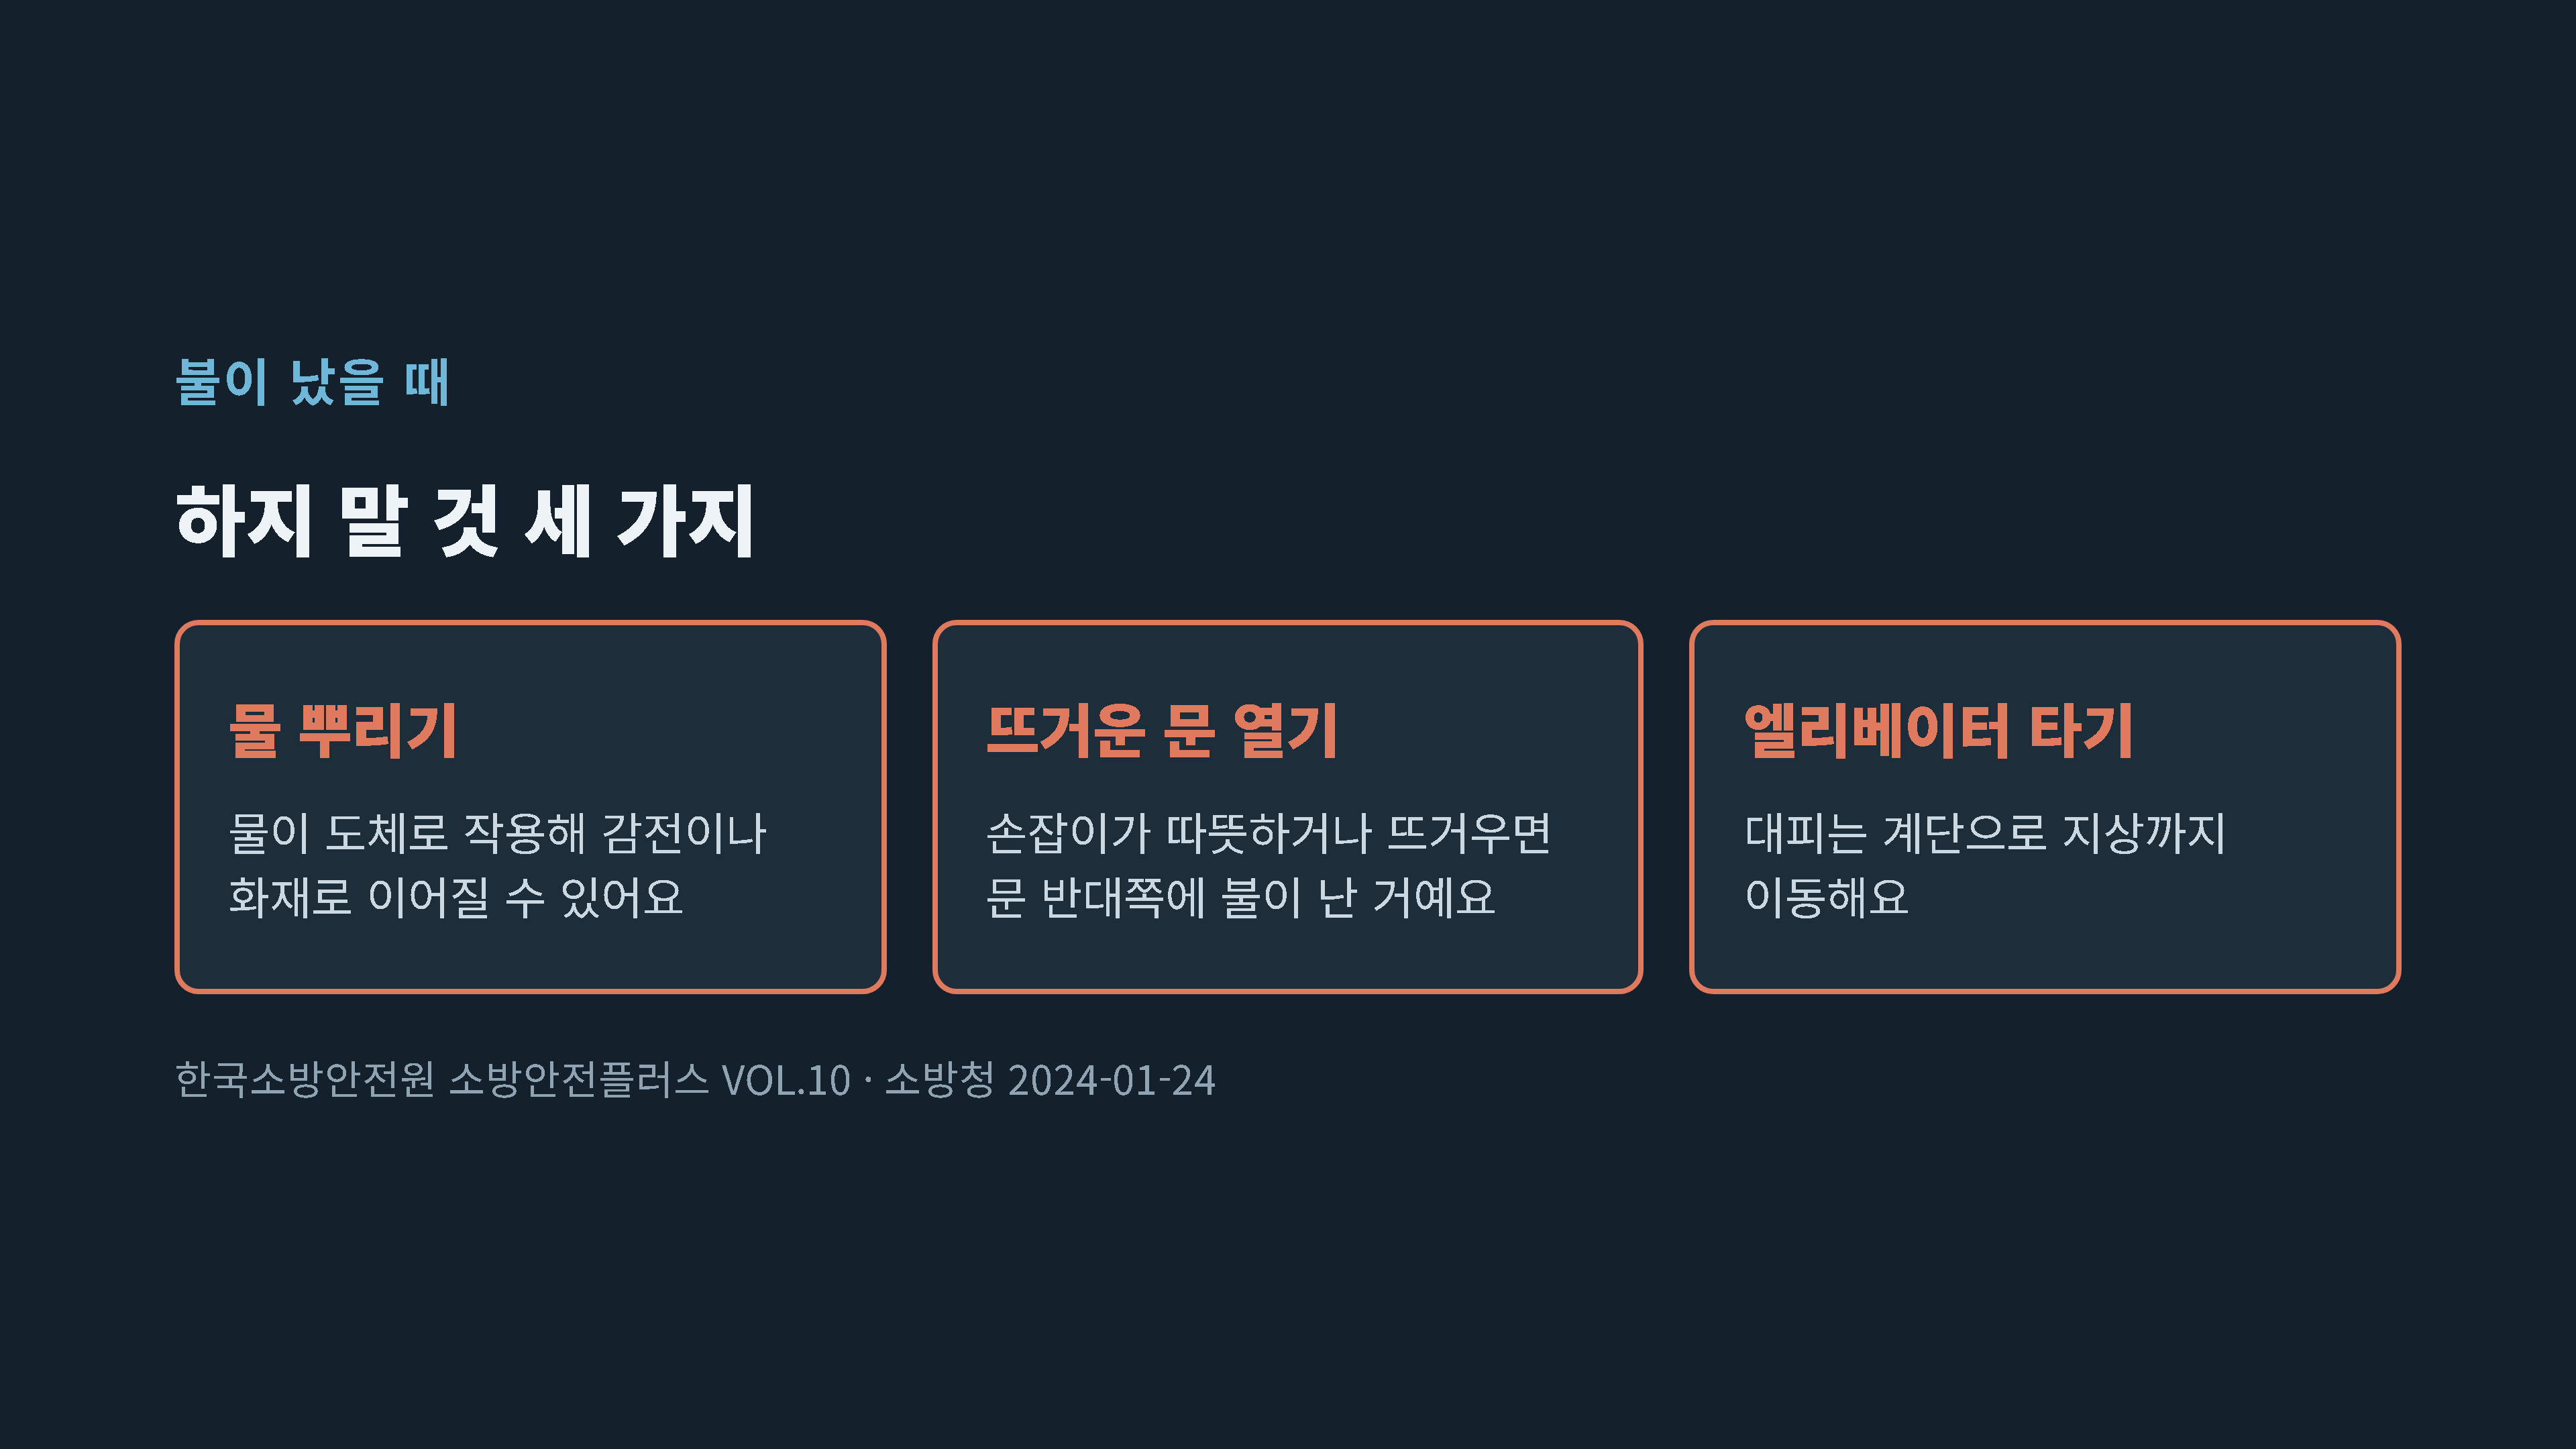 불이 났을 때
하지 말 것 세 가지
물 뿌리기
물이 도체로 작용해 감전이나
화재로 이어질 수 있어요
뜨거운 문 열기
손잡이가 따뜻하거나 뜨거우면
문 반대쪽에 불이 난 거예요
엘리베이터 타기
대피는 계단으로 지상까지
이동해요
한국소방안전원 소방안전플러스 VOL.10 · 소방청 2024-01-24